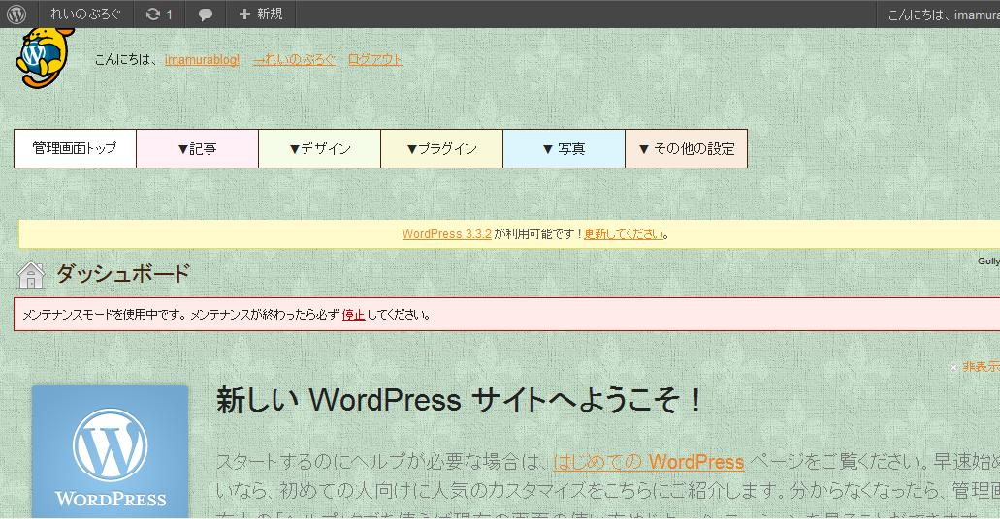 れいのぶろぐ 1 新規 こんにちは、imamura
こんにちは、 imamurablog! →れいのぶろぐ ログアウト
管理画面トップ ▼記事 ▼デザイン ▼プラグイン ▼ 写真 ▼ その他の設定
WordPress 3.3.2 が利用可能です ! 更新してください。
Golly
ダッシュボード
メンテナンスモードを使用中です。メンテナンスが終わったら必ず 停止 してください。
非表示
新しい WordPress サイトへようこそ !
スタートするのにヘルプが必要な場合は、はじめての WordPress ページをご覧ください。早速始め
いなら、初めての人向けに人気のカスタマイズをこちらにご紹介します。分からなくなったら、管理画
WORDPRESS